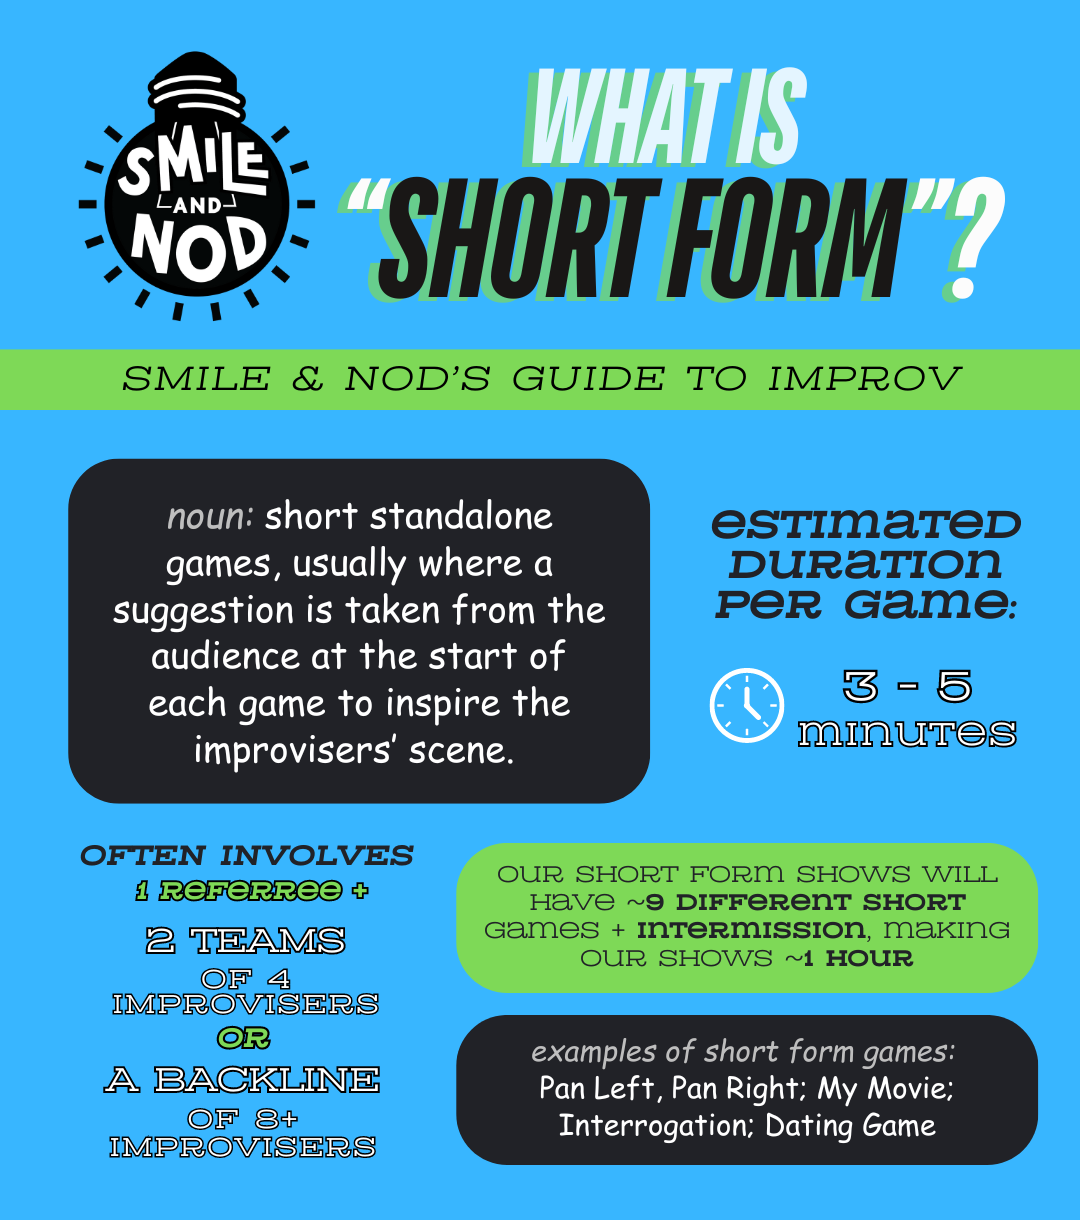 SMILE
AND
NOD
WHAT IS
“SHORT FORM”?
SMILE & NOD’S GUIDE TO IMPROV
noun: short standalone
games, usually where a
suggestion is taken from the
audience at the start of
each game to inspire the
improvisers’ scene.
estimated
duration
per game:
3 - 5
minutes
OFTEN INVOLVES
1 referree +
2 TEAMS
OF 4
IMPROVISERS
OR
A BACKLINE
OF 8+
IMPROVISERS
our short form shows will
have ~9 different short
games + intermission, making
our shows ~1 hour
examples of short form games:
Pan Left, Pan Right; My Movie;
Interrogation; Dating Game